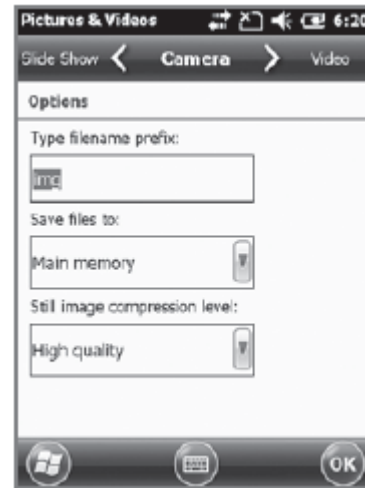 Pictures & Videos 6:20
Slide Show Camera Video
Options
Type filename prefix:
img
Save files to:
Main memory
Still image compression level:
High quality
OK